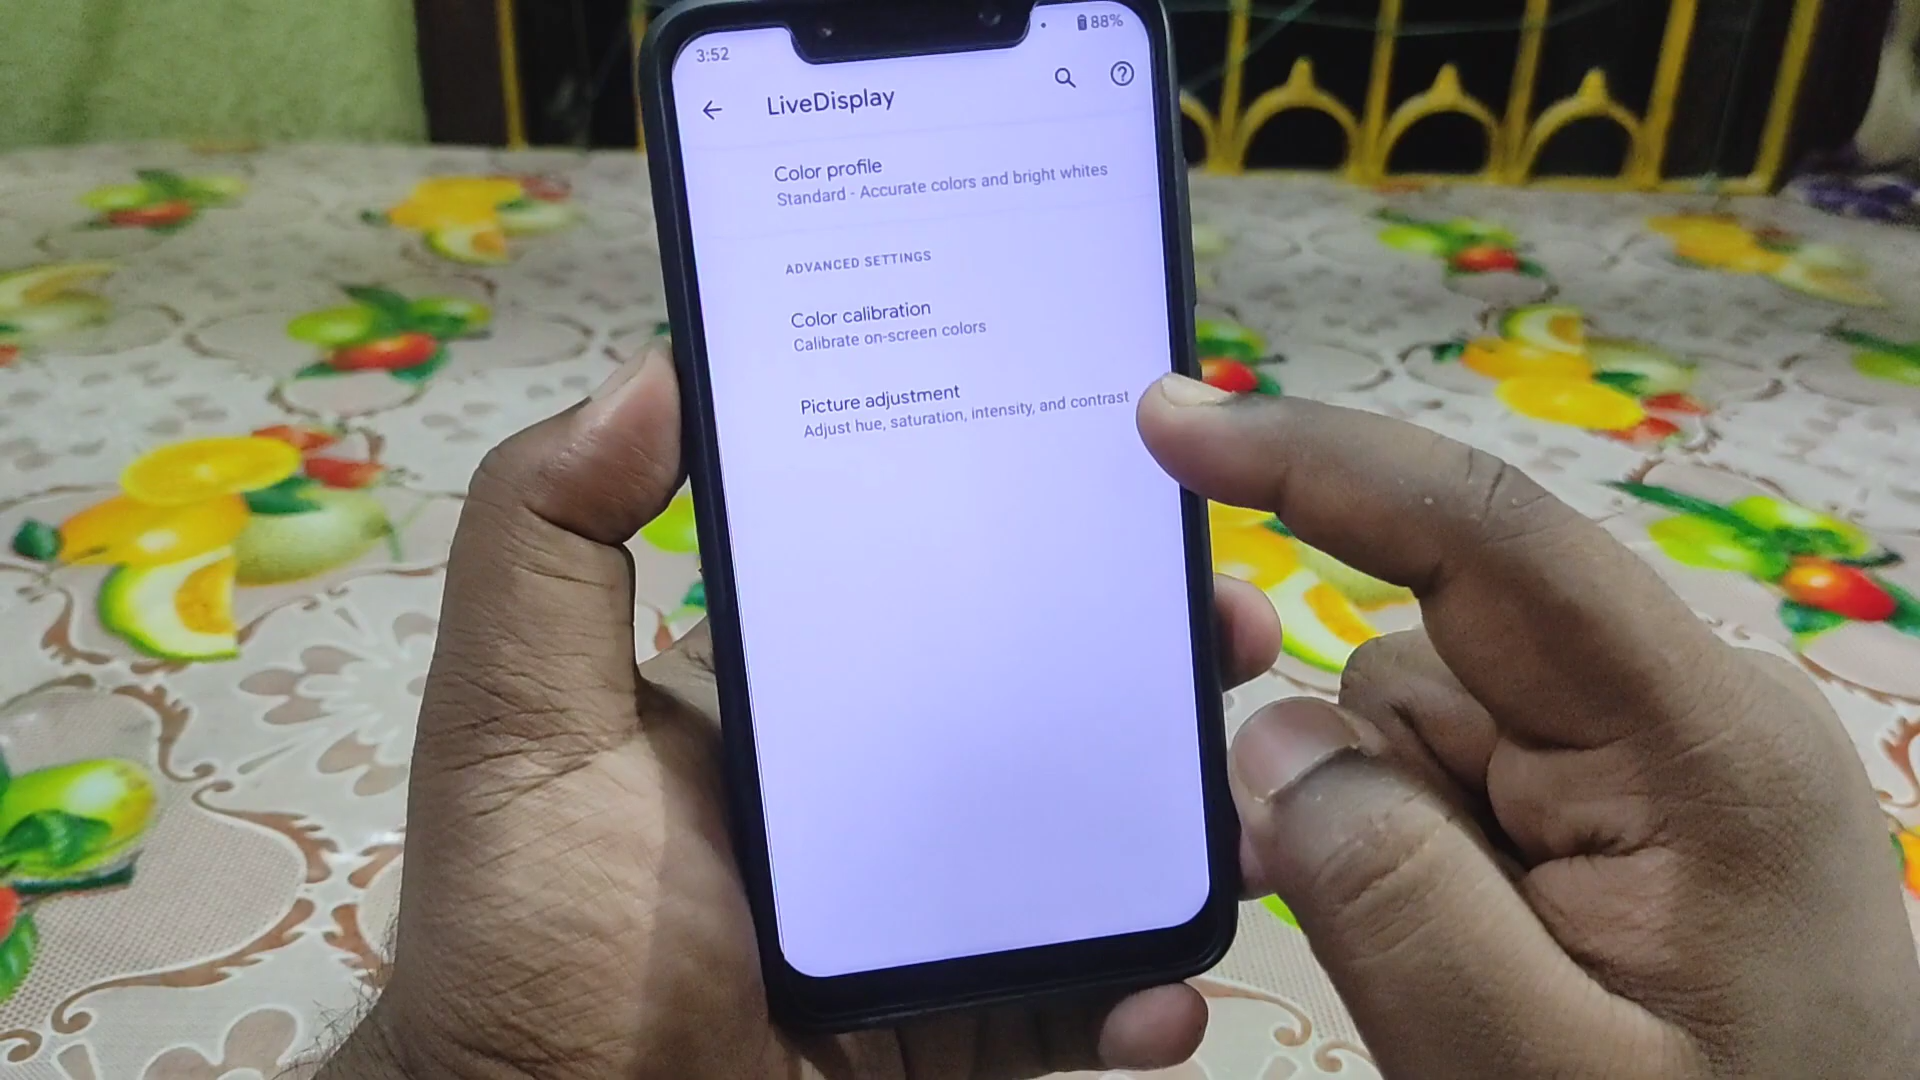 3:52
88%
LiveDisplay
Color profile
Standard - Accurate colors and bright whites
ADVANCED SETTINGS
Color calibration
Calibrate on-screen colors
Picture adjustment
Adjust hue, saturation, intensity, and contrast